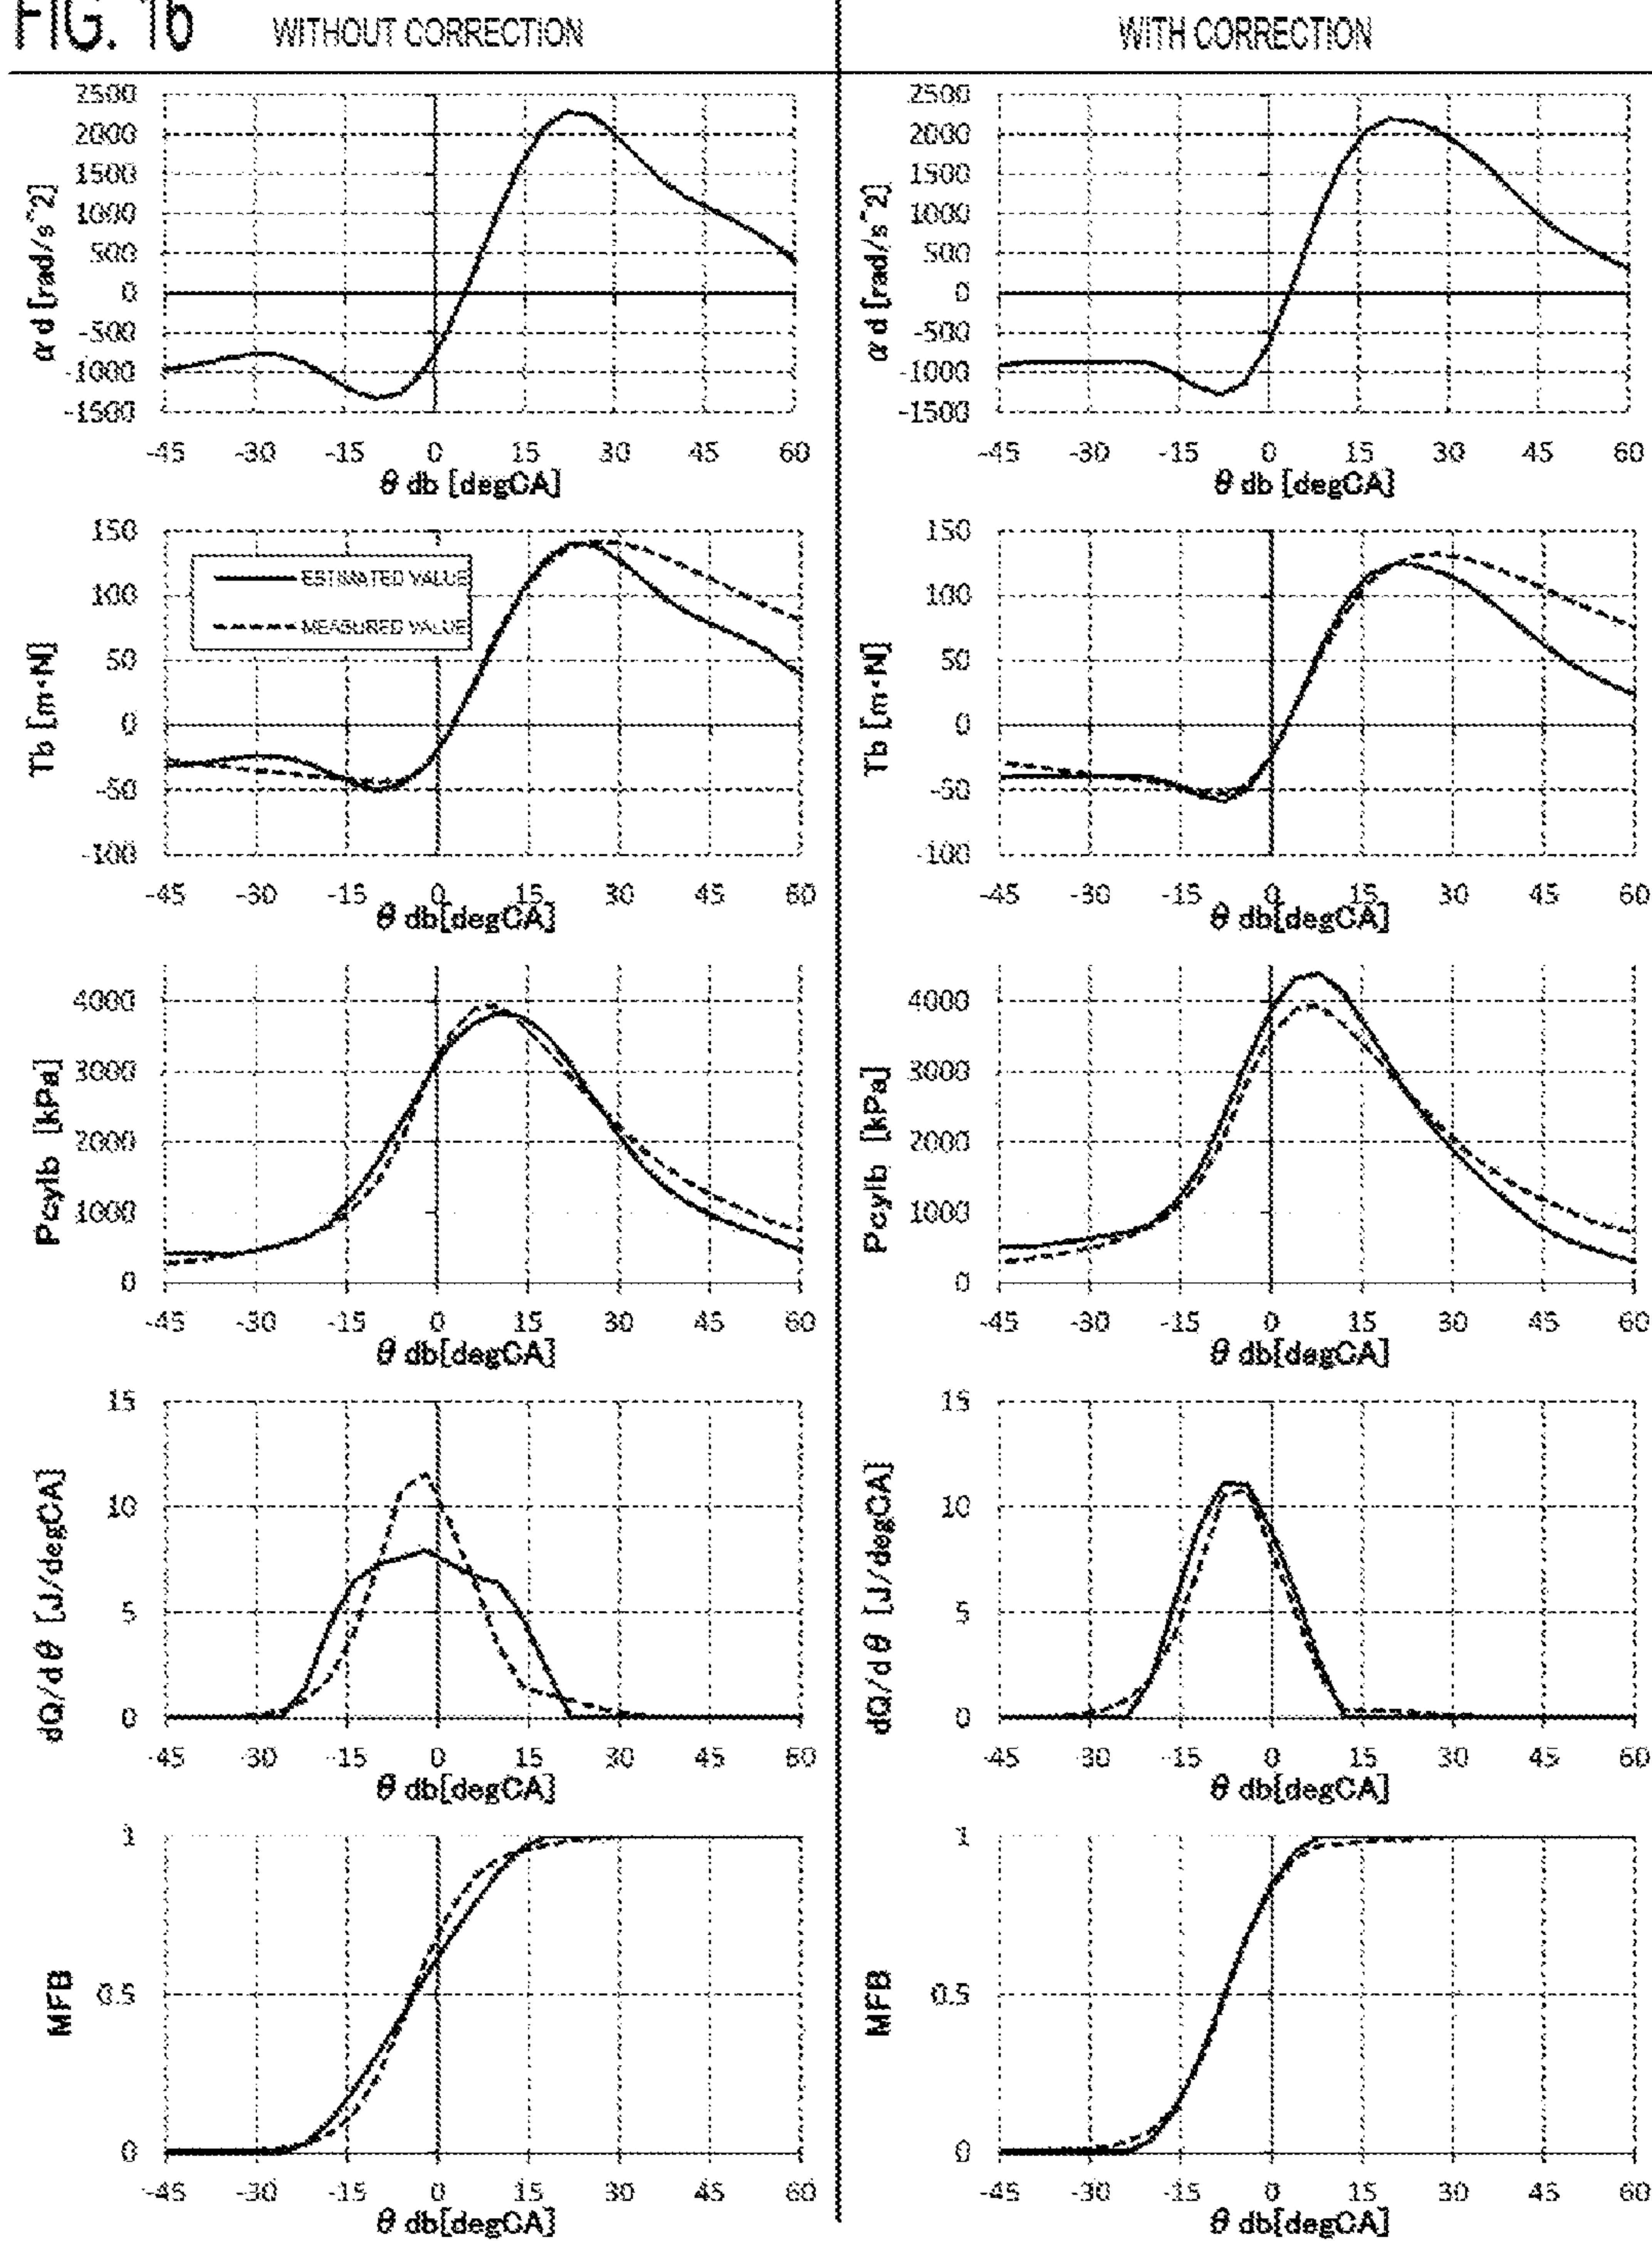 FIG. 16
WITHOUT CORRECTION
WITH CORRECTION
α d [rad/s^2]
2500
2000
1500
1000
500
0
-500
-1000
-1500
-45 -30 -15 0 15 30 45 60
θ db [degCA]
α d [rad/s^2]
2500
2000
1500
1000
500
0
-500
-1000
-1500
-45 -30 -15 0 15 30 45 60
θ db [degCA]
Tb [m·N]
150
100
50
0
-50
-100
ESTIMATED VALUE
MEASURED VALUE
-45 -30 -15 0 15 30 45 60
θ db[degCA]
Tb [m·N]
150
100
50
0
-50
-100
-45 -30 -15 0 15 30 45 60
θ db[degCA]
Pcylb [kPa]
4000
3000
2000
1000
0
-45 -30 -15 0 15 30 45 60
θ db[degCA]
Pcylb [kPa]
4000
3000
2000
1000
0
-45 -30 -15 0 15 30 45 60
θ db[degCA]
dQ/dθ [J/degCA]
15
10
5
0
-45 -30 -15 0 15 30 45 60
θ db[degCA]
dQ/dθ [J/degCA]
15
10
5
0
-45 -30 -15 0 15 30 45 60
θ db[degCA]
MFB
1
0.5
0
-45 -30 -15 0 15 30 45 60
θ db[degCA]
MFB
1
0.5
0
-45 -30 -15 0 15 30 45 60
θ db[degCA]